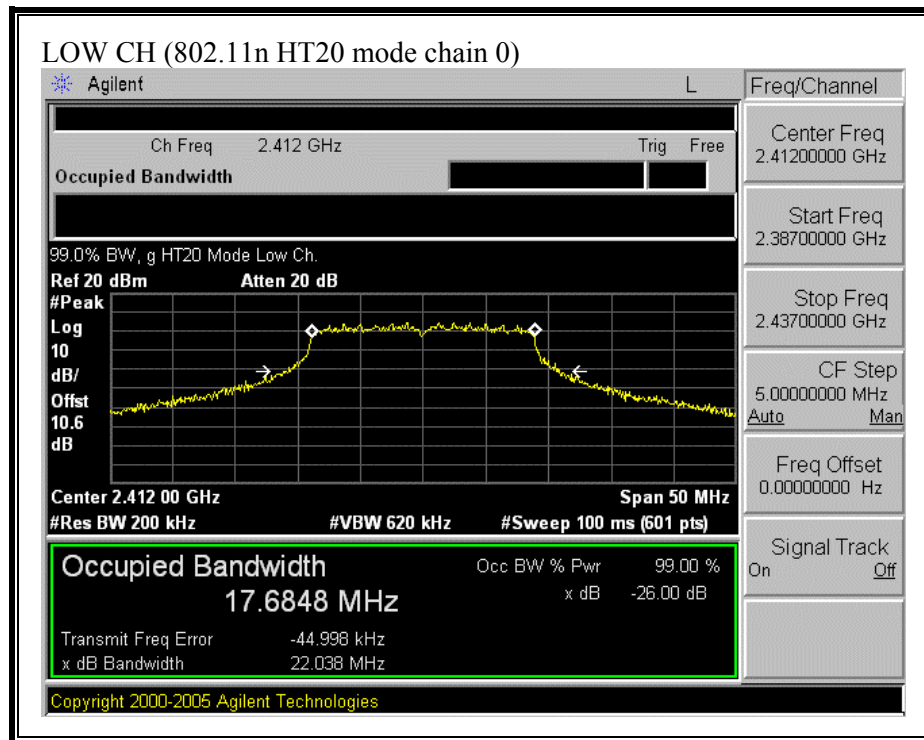 LOW CH (802.11n HT20 mode chain 0)
Agilent L Freq/Channel
Ch Freq 2.412 GHz Trig Free
Occupied Bandwidth
Center Freq
2.41200000 GHz
Start Freq
2.38700000 GHz
99.0% BW, g HT20 Mode Low Ch.
Ref 20 dBm Atten 20 dB
#Peak
Log
10
dB/
Offst
10.6
dB
Stop Freq
2.43700000 GHz
CF Step
5.00000000 MHz
Auto Man
Freq Offset
0.00000000 Hz
Center 2.412 00 GHz Span 50 MHz
#Res BW 200 kHz #VBW 620 kHz #Sweep 100 ms (601 pts)
Signal Track
On Off
Occupied Bandwidth Occ BW % Pwr 99.00 %
17.6848 MHz x dB -26.00 dB
Transmit Freq Error -44.998 kHz
x dB Bandwidth 22.038 MHz
Copyright 2000-2005 Agilent Technologies